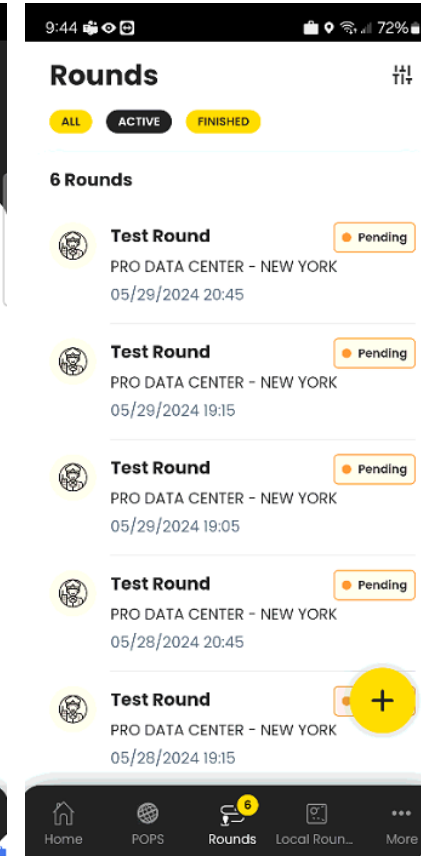 9:44
72%
Rounds
ALL ACTIVE FINISHED
6 Rounds
Test Round
Pending
PRO DATA CENTER - NEW YORK
05/29/2024 20:45
Test Round
Pending
PRO DATA CENTER - NEW YORK
05/29/2024 19:15
Test Round
Pending
PRO DATA CENTER - NEW YORK
05/29/2024 19:05
Test Round
Pending
PRO DATA CENTER - NEW YORK
05/28/2024 20:45
Test Round
PRO DATA CENTER - NEW YORK
05/28/2024 19:15
6
Home POPS Rounds Local Roun... More